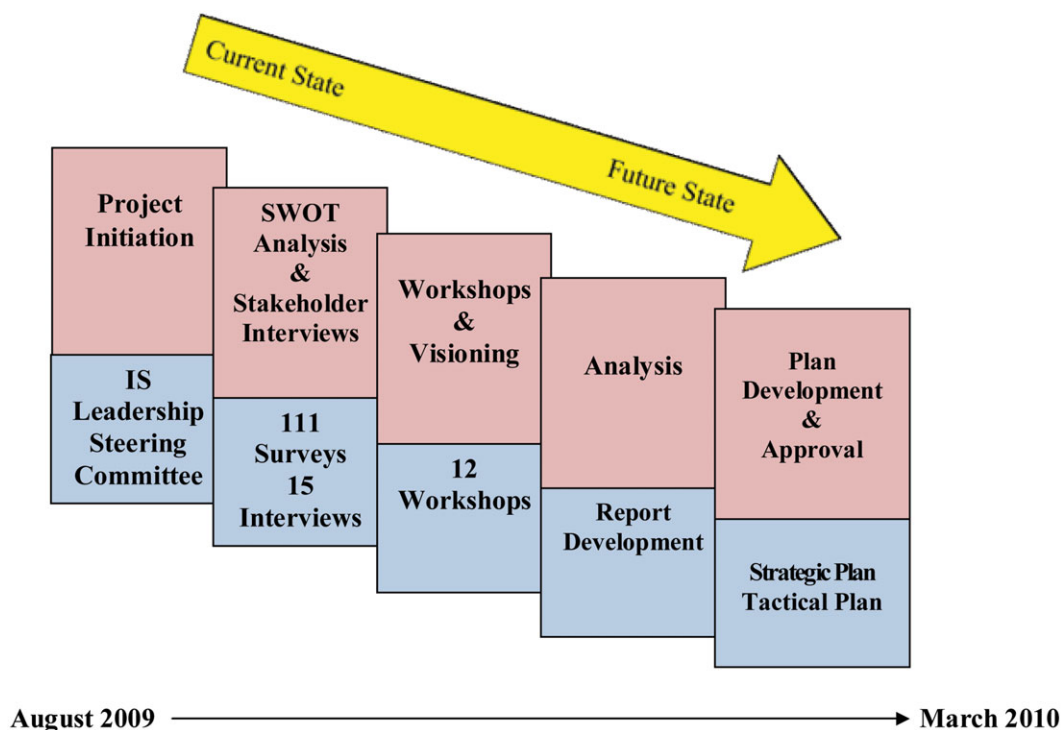 Current State
Future State
Project
Initiation
IS
Leadership
Steering
Committee
SWOT
Analysis
&
Stakeholder
Interviews
111
Surveys
15
Interviews
Workshops
&
Visioning
12
Workshops
Analysis
Report
Development
Plan
Development
&
Approval
Strategic Plan
Tactical Plan
August 2009
March 2010